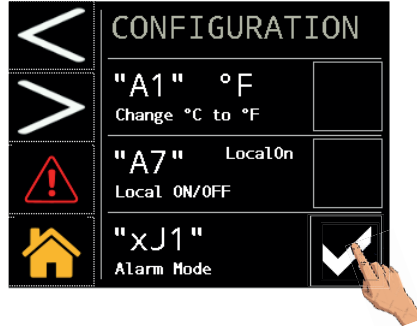 CONFIGURATION
"A1" °F
Change °C to °F
"A7" LocalOn
Local ON/OFF
"xJ1"
Alarm Mode